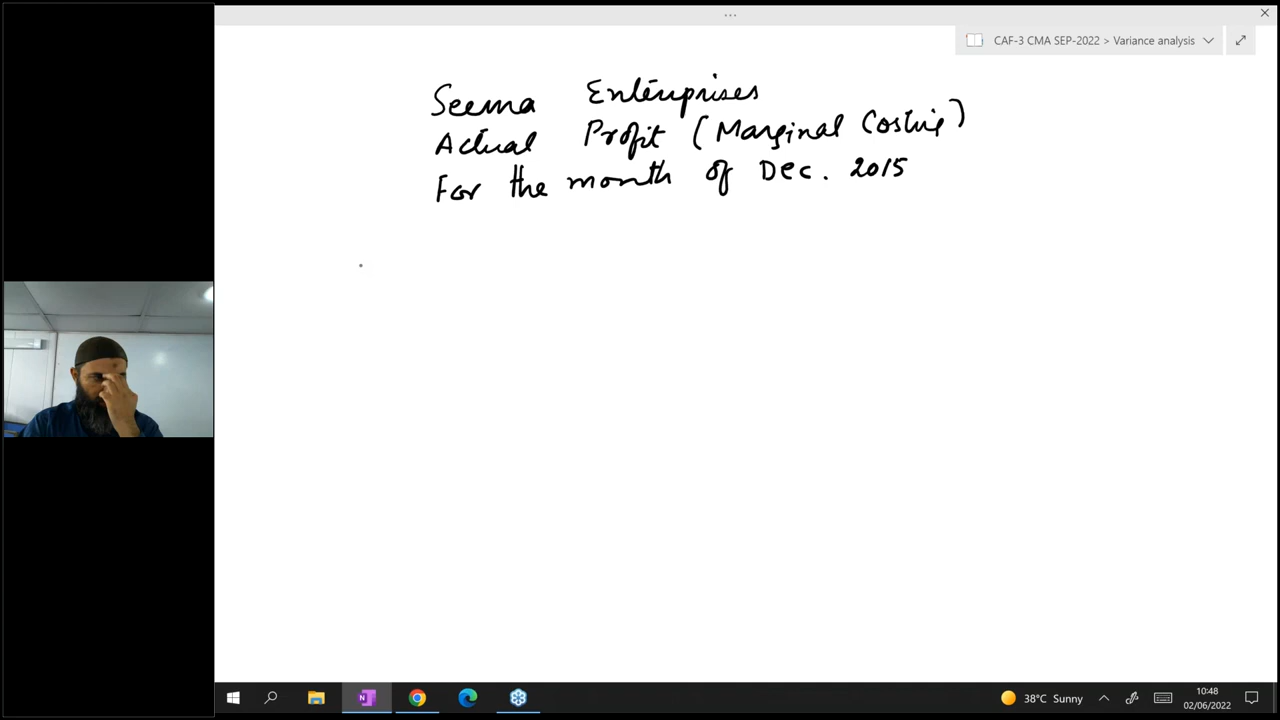 CAF-3 CMA SEP-2022 > Variance analysis
Seema Enterprises
Actual Profit (Marginal Costing)
For the month of Dec. 2015
38°C Sunny
10:48
02/06/2022